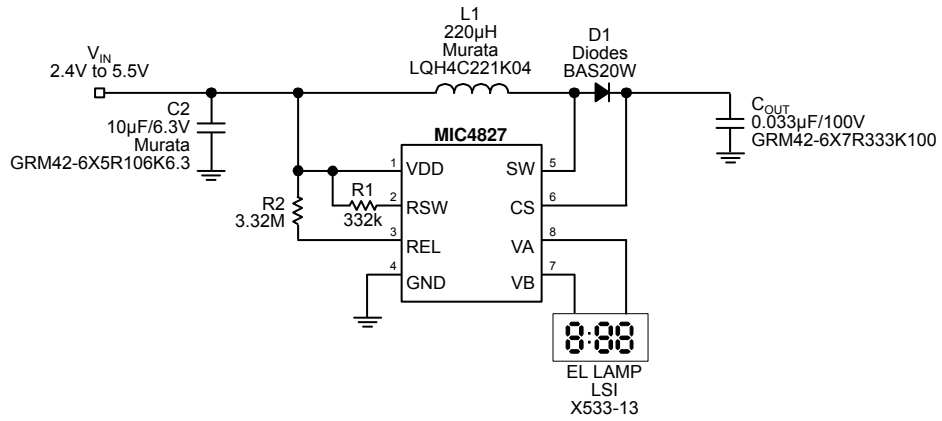 L1
220µH
Murata
LQH4C221K04
D1
Diodes
BAS20W
VIN
2.4V to 5.5V
C2
10µF/6.3V
Murata
GRM42-6X5R106K6.3
COUT
0.033µF/100V
GRM42-6X7R333K100
MIC4827
1 VDD
SW 5
R1
332k
2 RSW
CS 6
R2
3.32M
3 REL
VA 8
4 GND
VB 7
8:88
EL LAMP
LSI
X533-13